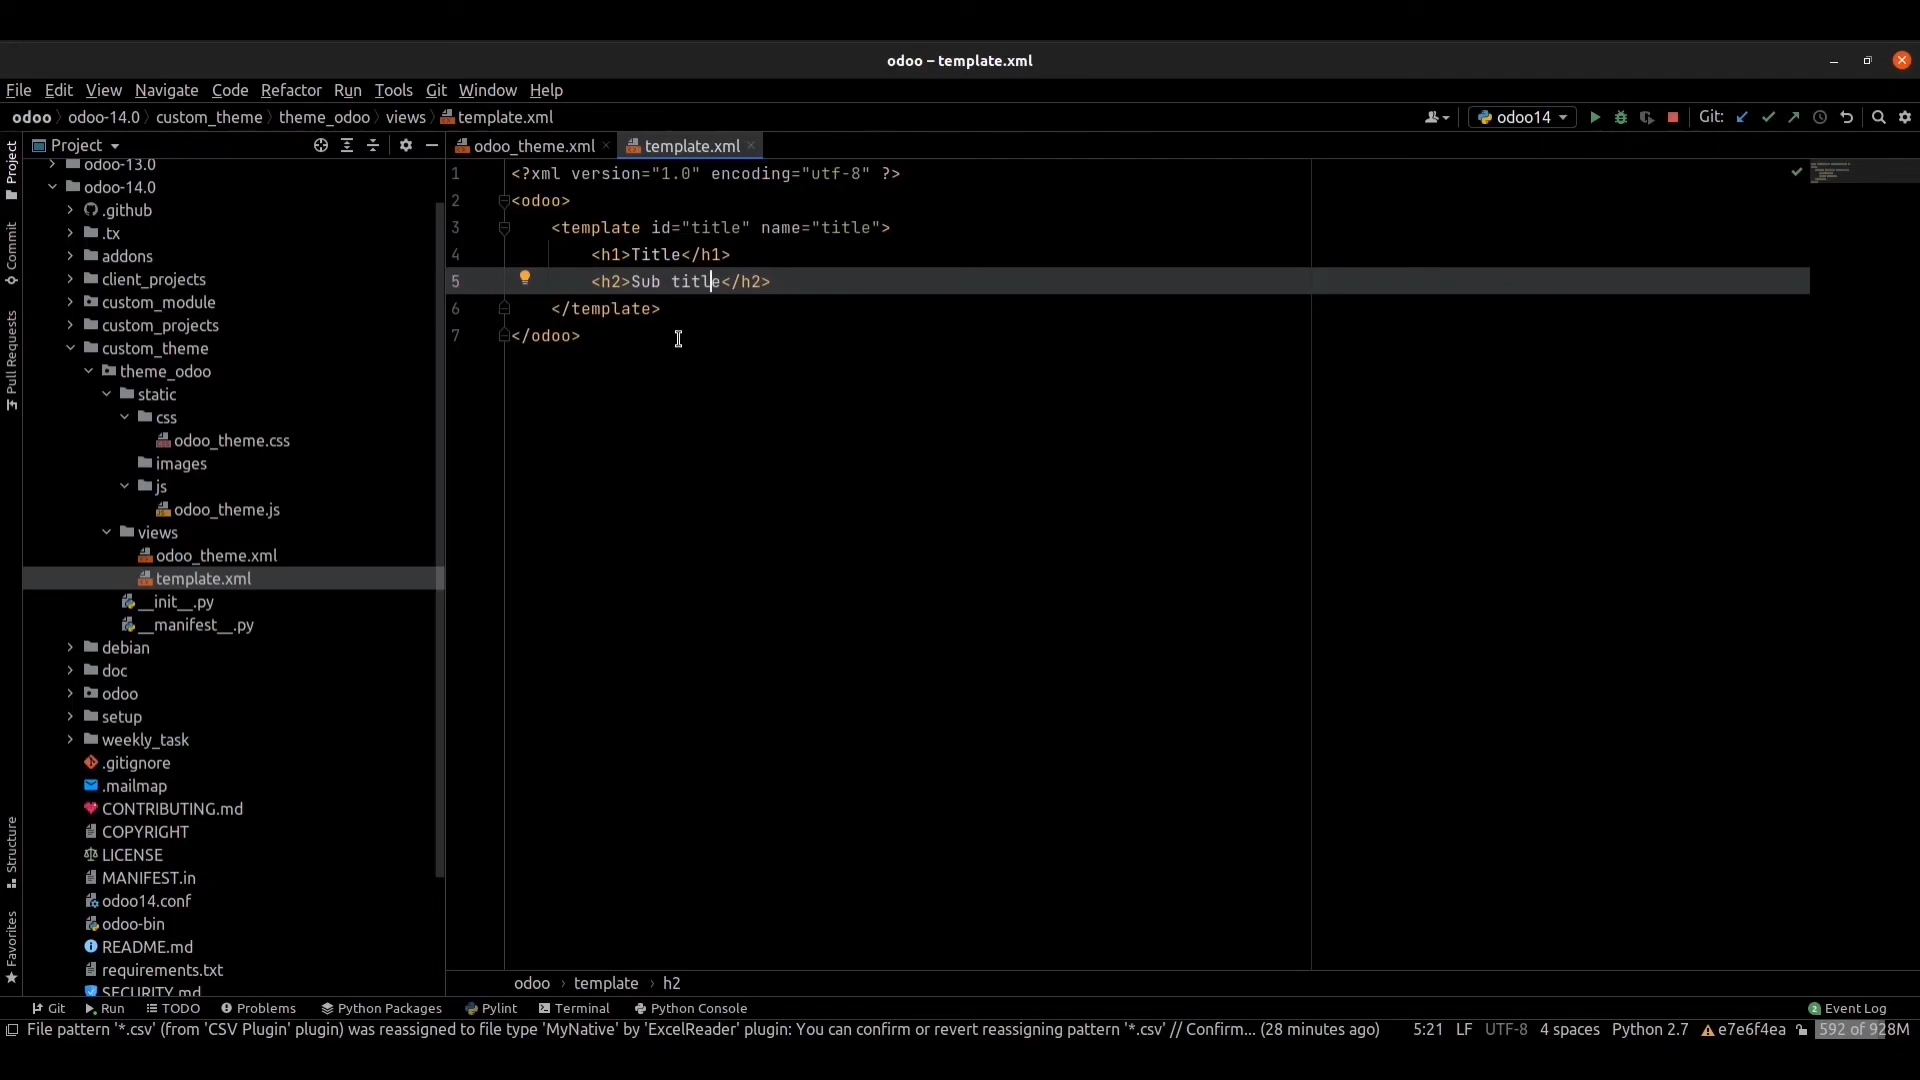 odoo – template.xml
File Edit View Navigate Code Refactor Run Tools Git Window Help
odoo odoo-14.0 custom_theme theme_odoo views template.xml odoo14 Git:
Project odoo_theme.xml template.xml
Project
Commit
Pull Requests
Structure
Favorites
odoo-13.0
odoo-14.0
.github
.tx
addons
client_projects
custom_module
custom_projects
custom_theme
theme_odoo
static
css
odoo_theme.css
images
js
odoo_theme.js
views
odoo_theme.xml
template.xml
__init__.py
__manifest__.py
debian
doc
odoo
setup
weekly_task
.gitignore
.mailmap
CONTRIBUTING.md
COPYRIGHT
LICENSE
MANIFEST.in
odoo14.conf
odoo-bin
README.md
requirements.txt
SECURITY.md
1 <?xml version="1.0" encoding="utf-8" ?>
2 <odoo>
3 <template id="title" name="title">
4 <h1>Title</h1>
5 <h2>Sub title</h2>
6 </template>
7 </odoo>
odoo › template › h2
Git Run TODO Problems Python Packages Pylint Terminal Python Console 2 Event Log
File pattern '*.csv' (from 'CSV Plugin' plugin) was reassigned to file type 'MyNative' by 'ExcelReader' plugin: You can confirm or revert reassigning pattern '*.csv' // Confirm... (28 minutes ago) 5:21 LF UTF-8 4 spaces Python 2.7 e7e6f4ea 592 of 928M